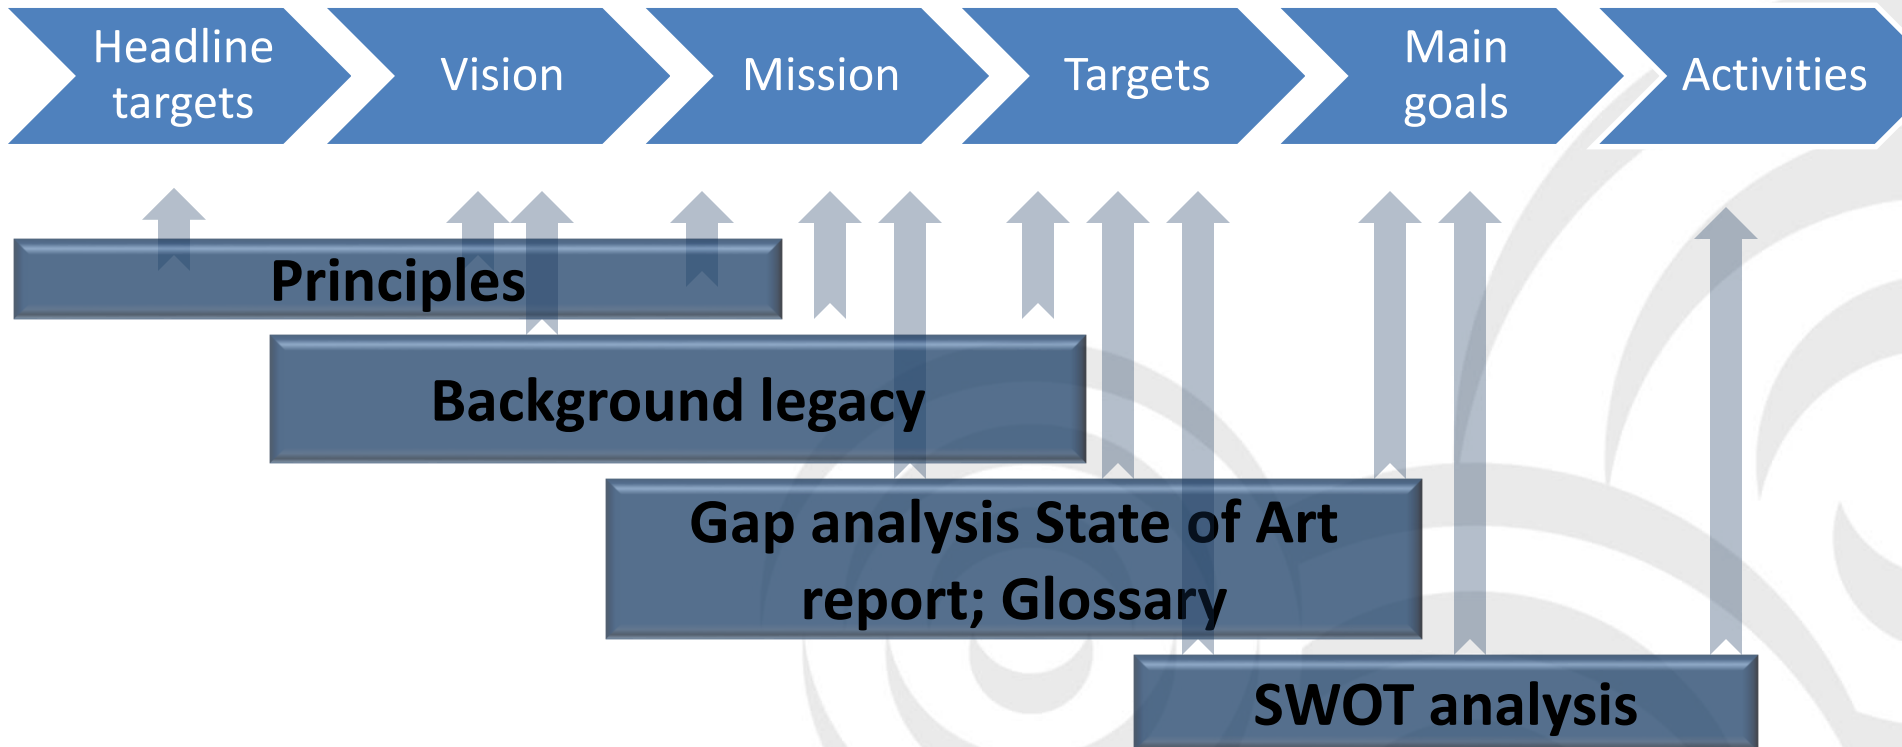 Headline
targets
Vision
Mission
Targets
Main
goals
Activities
Principles
Background legacy
Gap analysis State of Art
report; Glossary
SWOT analysis